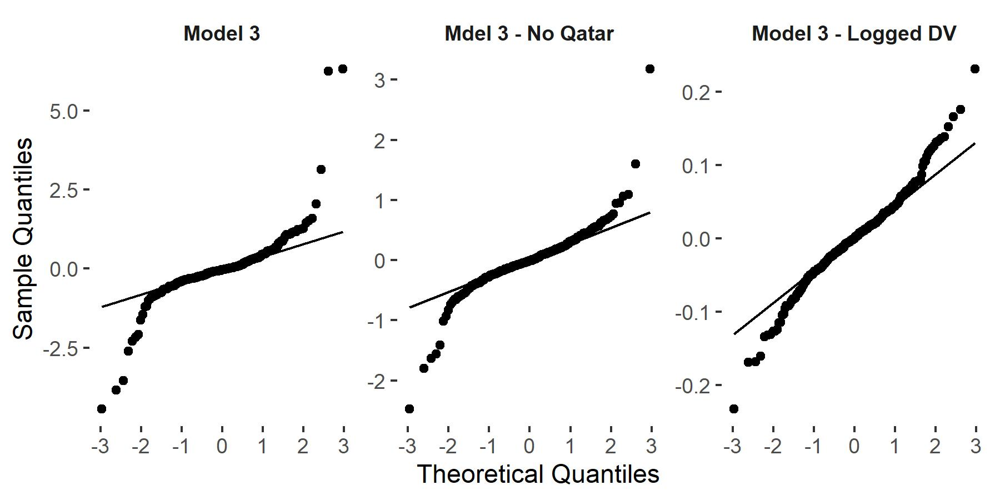 Model 3
Mdel 3 - No Qatar
Model 3 - Logged DV
Sample Quantiles
5.0
2.5
0.0
-2.5
3
2
1
0
-1
-2
0.2
0.1
0.0
-0.1
-0.2
-3 -2 -1 0 1 2 3
-3 -2 -1 0 1 2 3
-3 -2 -1 0 1 2 3
Theoretical Quantiles